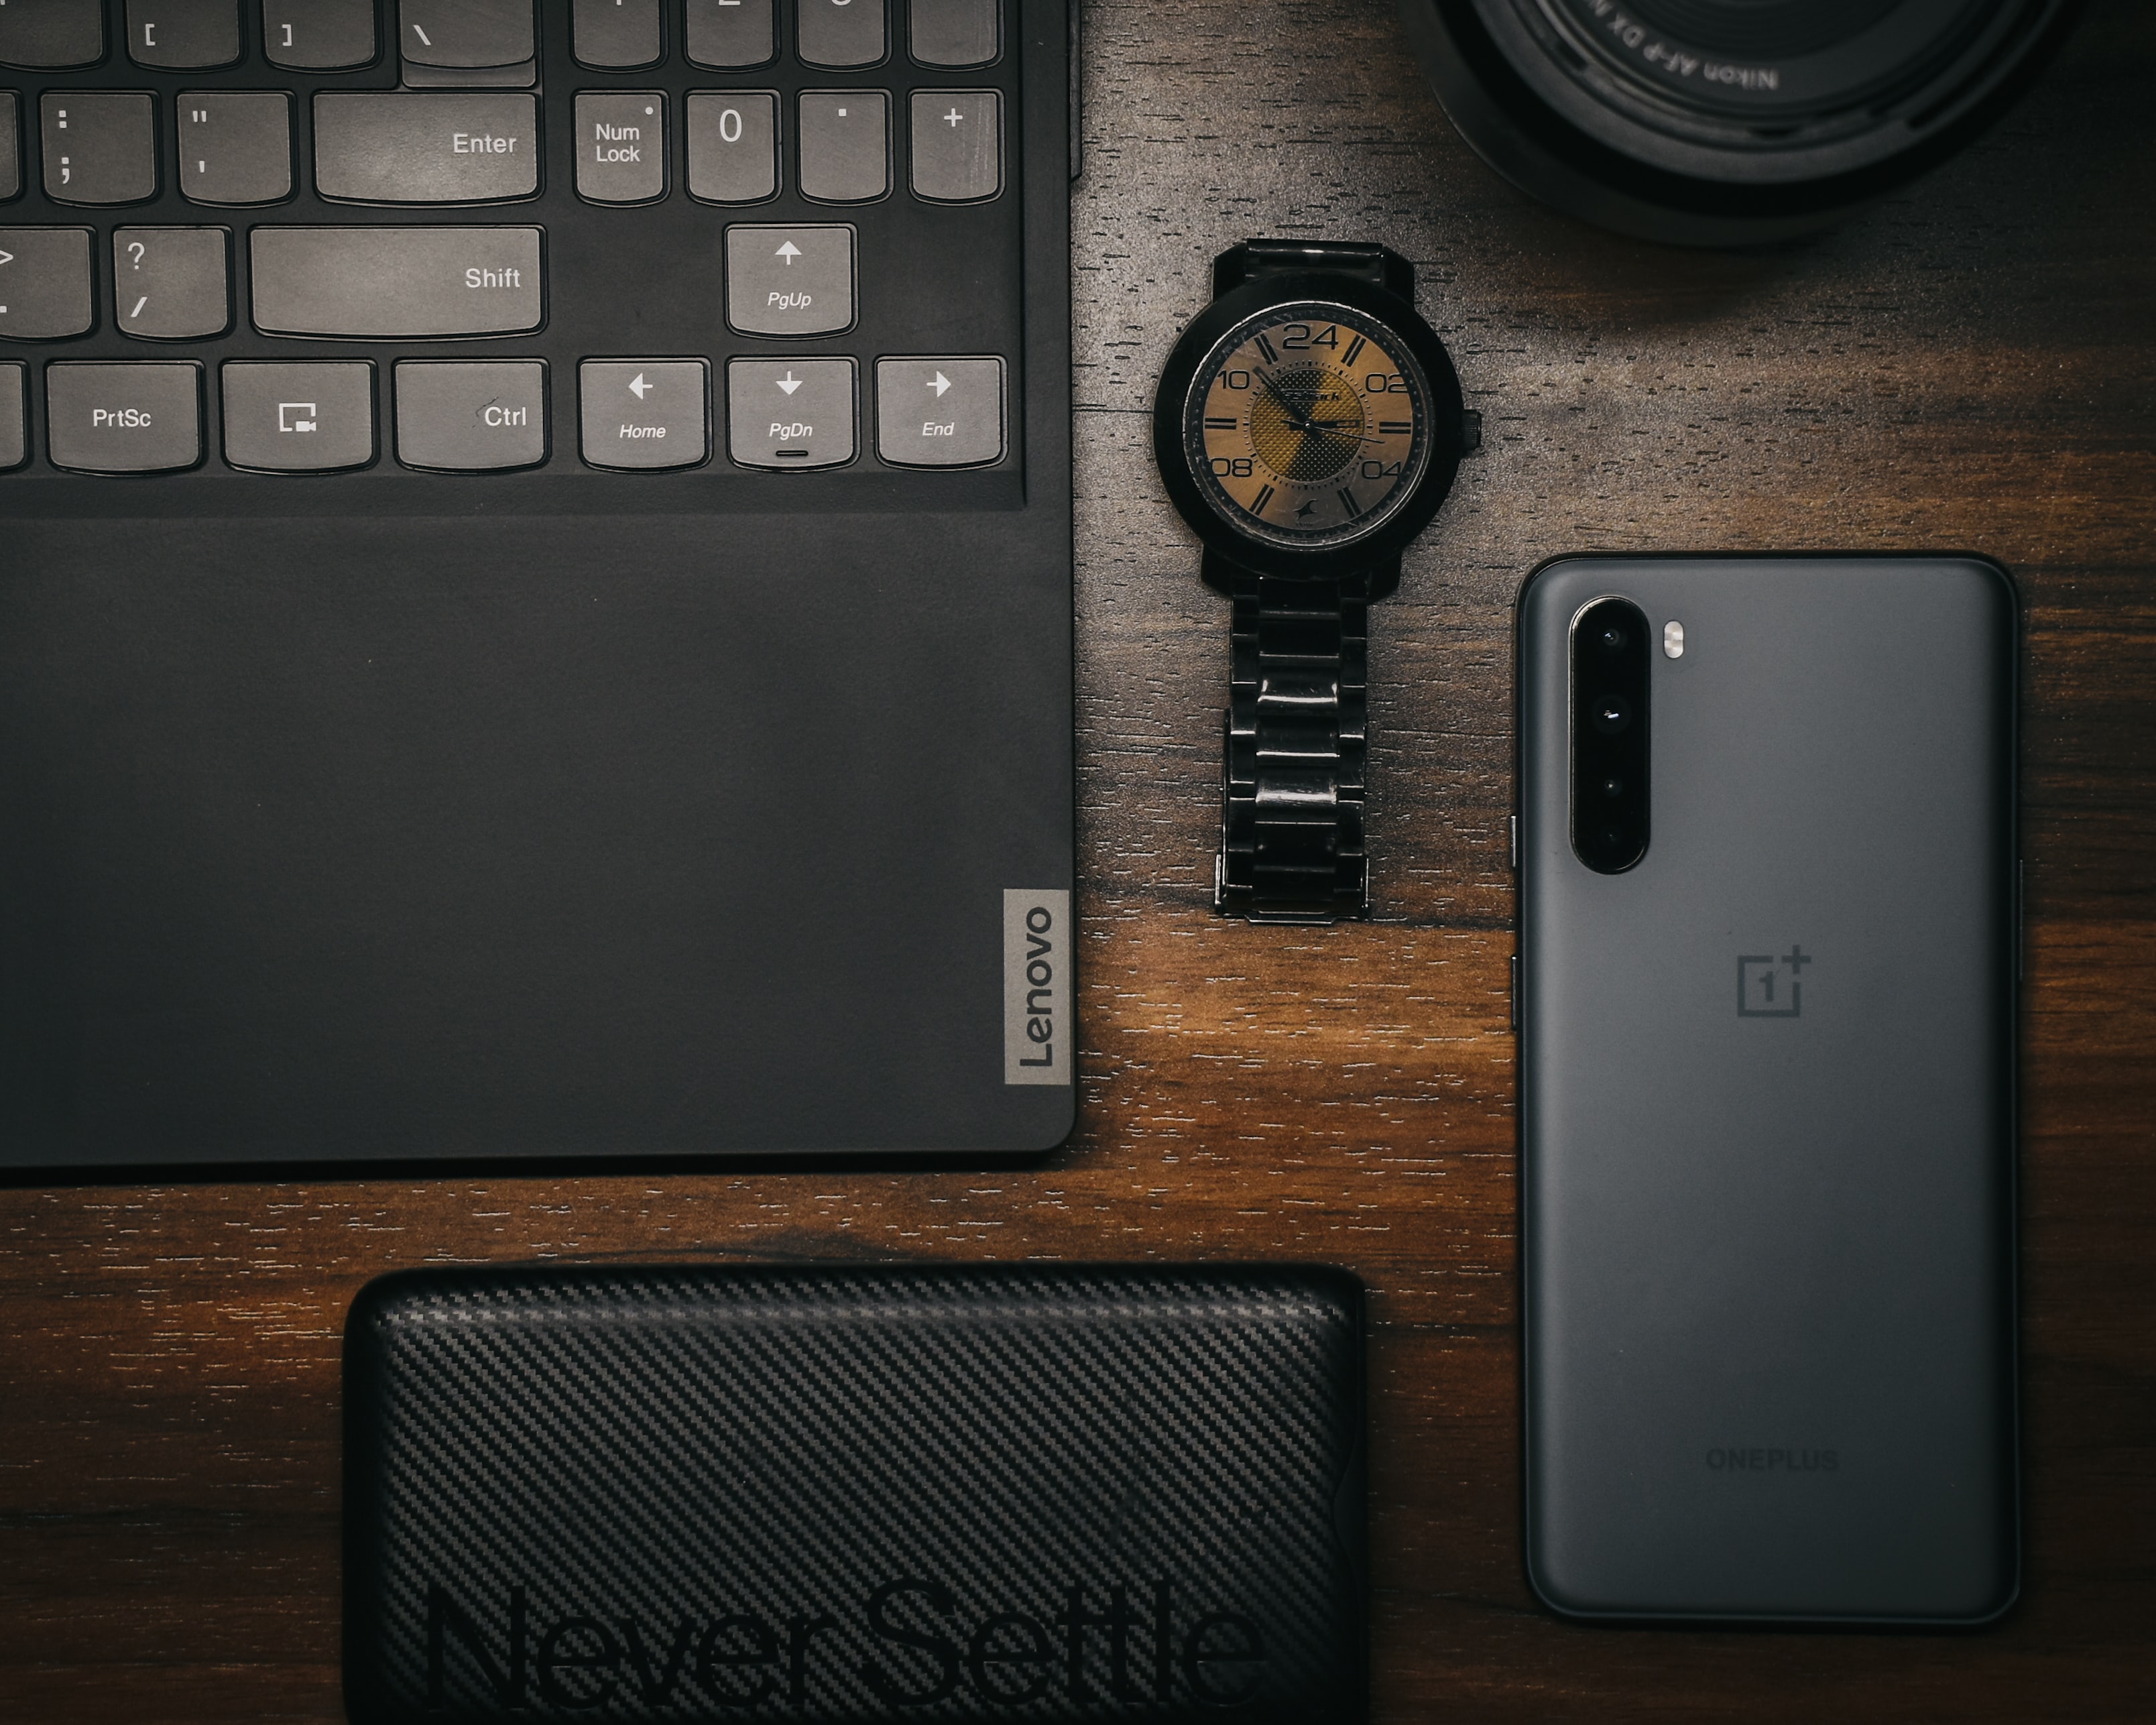 [ ] \
: ; " ' Enter Num Lock 0 . +
> . ? / Shift PgUp
PrtSc Ctrl Home PgDn End
Nikon AF-P DX
24
10 02
08 04
Lenovo
1+
ONEPLUS
Never Settle